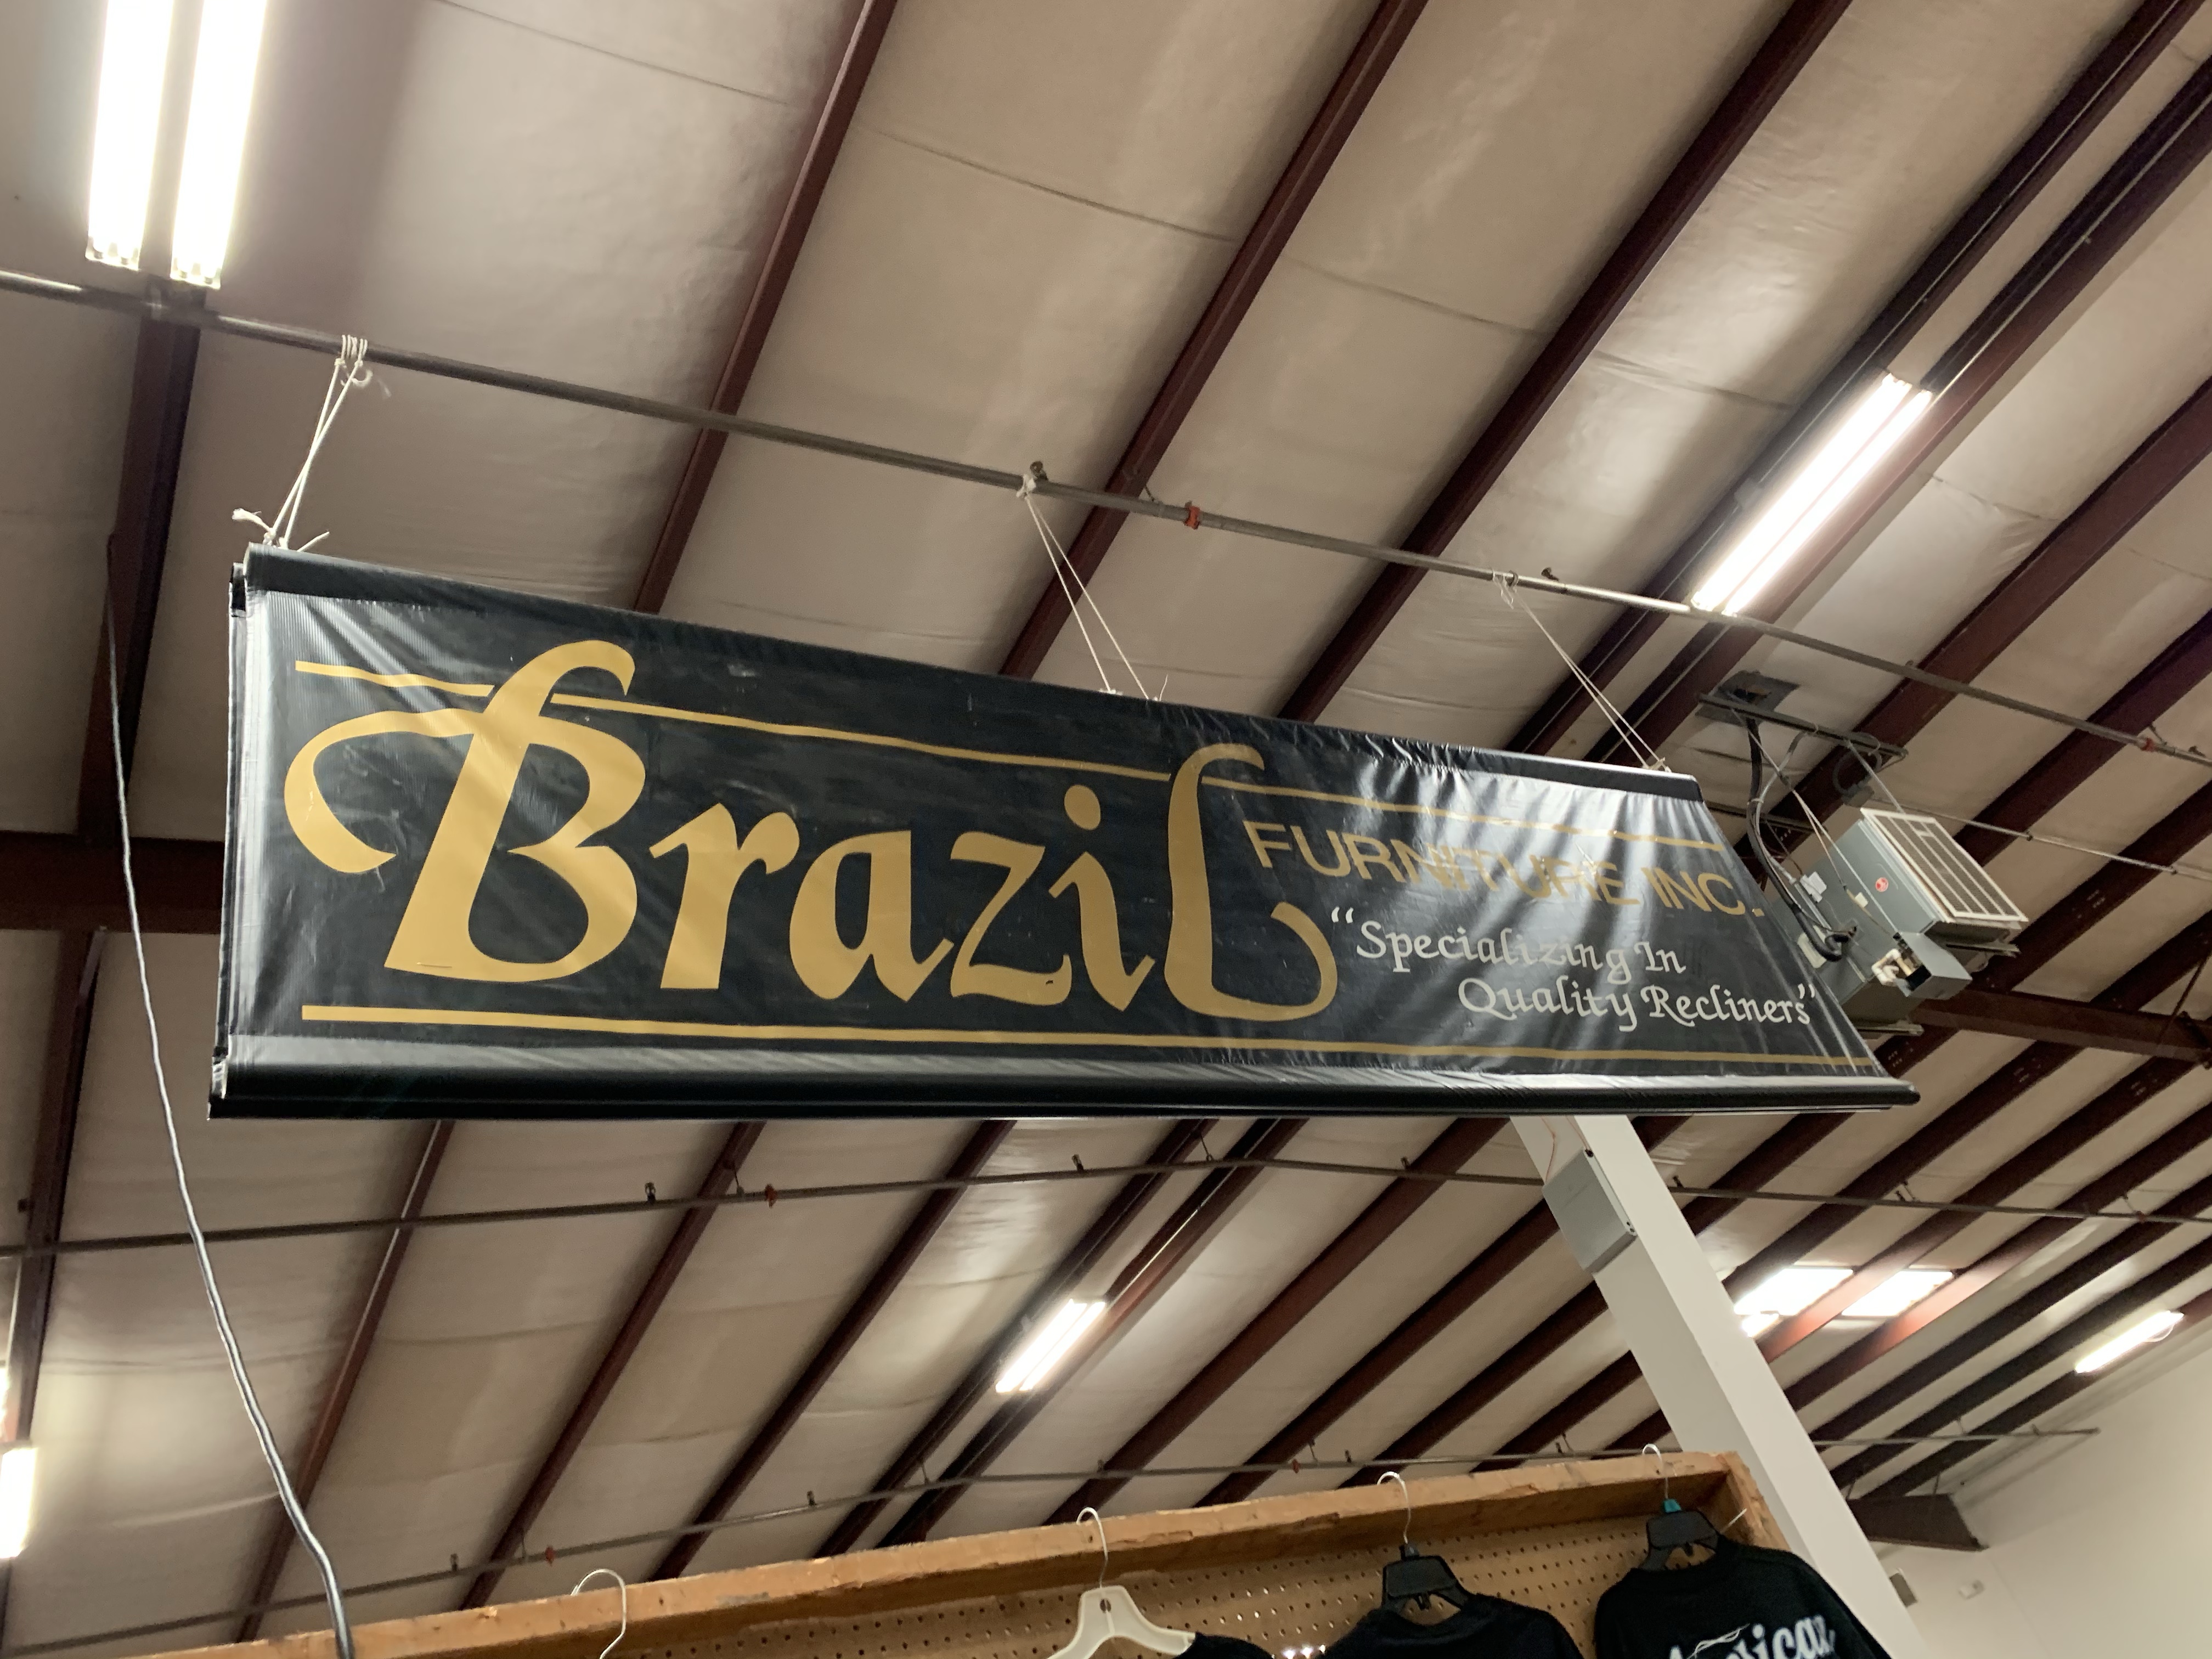 Brazil
FURNITURE INC.
“Specializing In
Quality Recliners”